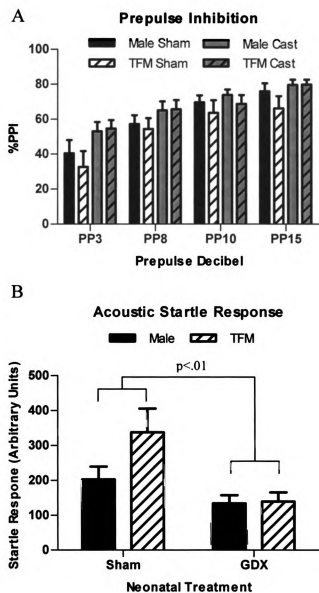 A
Prepulse Inhibition
Male Sham Male Cast
TFM Sham TFM Cast
%PPI
100
80
60
40
20
0
PP3 PP8 PP10 PP15
Prepulse Decibel
B
Acoustic Startle Response
Male TFM
p<.01
Startle Respone (Arbitrary Units)
500
400
300
200
100
0
Sham GDX
Neonatal Treatment